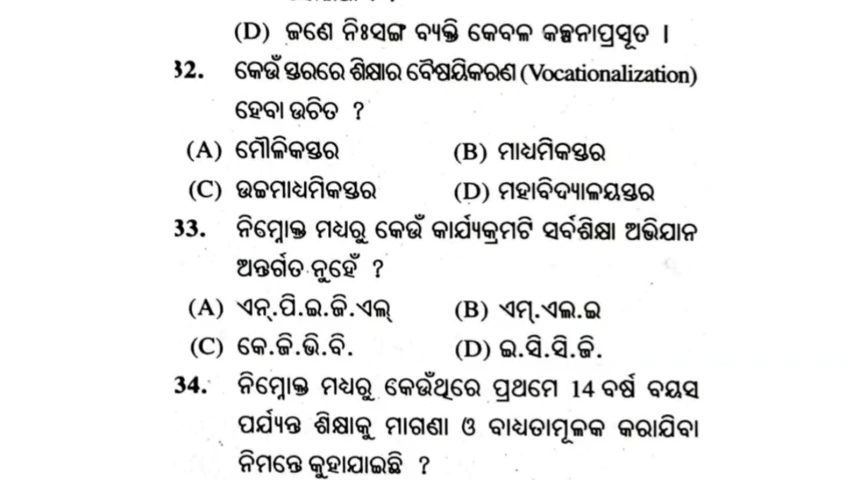 (D) ଜଣେ ନିଃସଙ୍ଗ ବ୍ୟକ୍ତି କେବଳ କଳ୍ପନାପ୍ରସୂତ ।
32. କେଉଁ ସ୍ତରରେ ଶିକ୍ଷାର ବୈଷୟିକରଣ (Vocationalization)
ହେବା ଉଚିତ ?
(A) ମୌଳିକସ୍ତର (B) ମାଧ୍ୟମିକସ୍ତର
(C) ଉଚ୍ଚମାଧ୍ୟମିକସ୍ତର (D) ମହାବିଦ୍ୟାଳୟସ୍ତର
33. ନିମ୍ନୋକ୍ତ ମଧ୍ୟରୁ କେଉଁ କାର୍ଯ୍ୟକ୍ରମଟି ସର୍ବଶିକ୍ଷା ଅଭିଯାନ
ଅନ୍ତର୍ଗତ ନୁହେଁ ?
(A) ଏନ୍.ପି.ଇ.ଜି.ଏଲ୍ (B) ଏମ୍.ଏଲ.ଇ
(C) କେ.ଜି.ଭି.ବି. (D) ଇ.ସି.ସି.ଜି.
34. ନିମ୍ନୋକ୍ତ ମଧ୍ୟରୁ କେଉଁଥିରେ ପ୍ରଥମେ 14 ବର୍ଷ ବୟସ
ପର୍ଯ୍ୟନ୍ତ ଶିକ୍ଷାକୁ ମାଗଣା ଓ ବାଧ୍ୟତାମୂଳକ କରାଯିବା
ନିମନ୍ତେ କୁହାଯାଇଛି ?